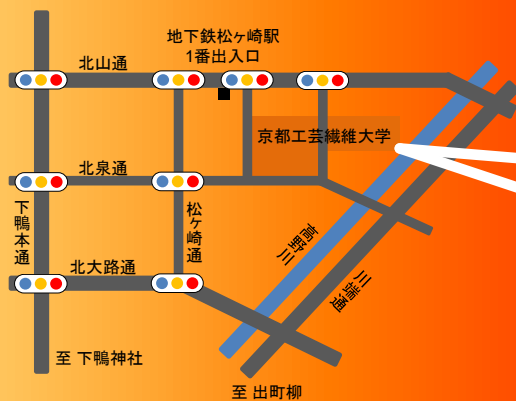 地下鉄松ヶ崎駅
1番出入口
北山通
京都工芸繊維大学
北泉通
下鴨本通
松ヶ崎通
高野川
川端通
北大路通
至 下鴨神社
至 出町柳